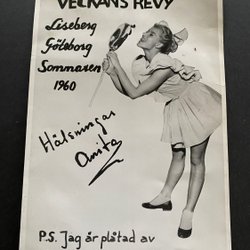 VECKANS REVY
Liseberg
Göteborg
Sommaren
1960
Hälsningar
Anita
P.S. Jag är plåtad av